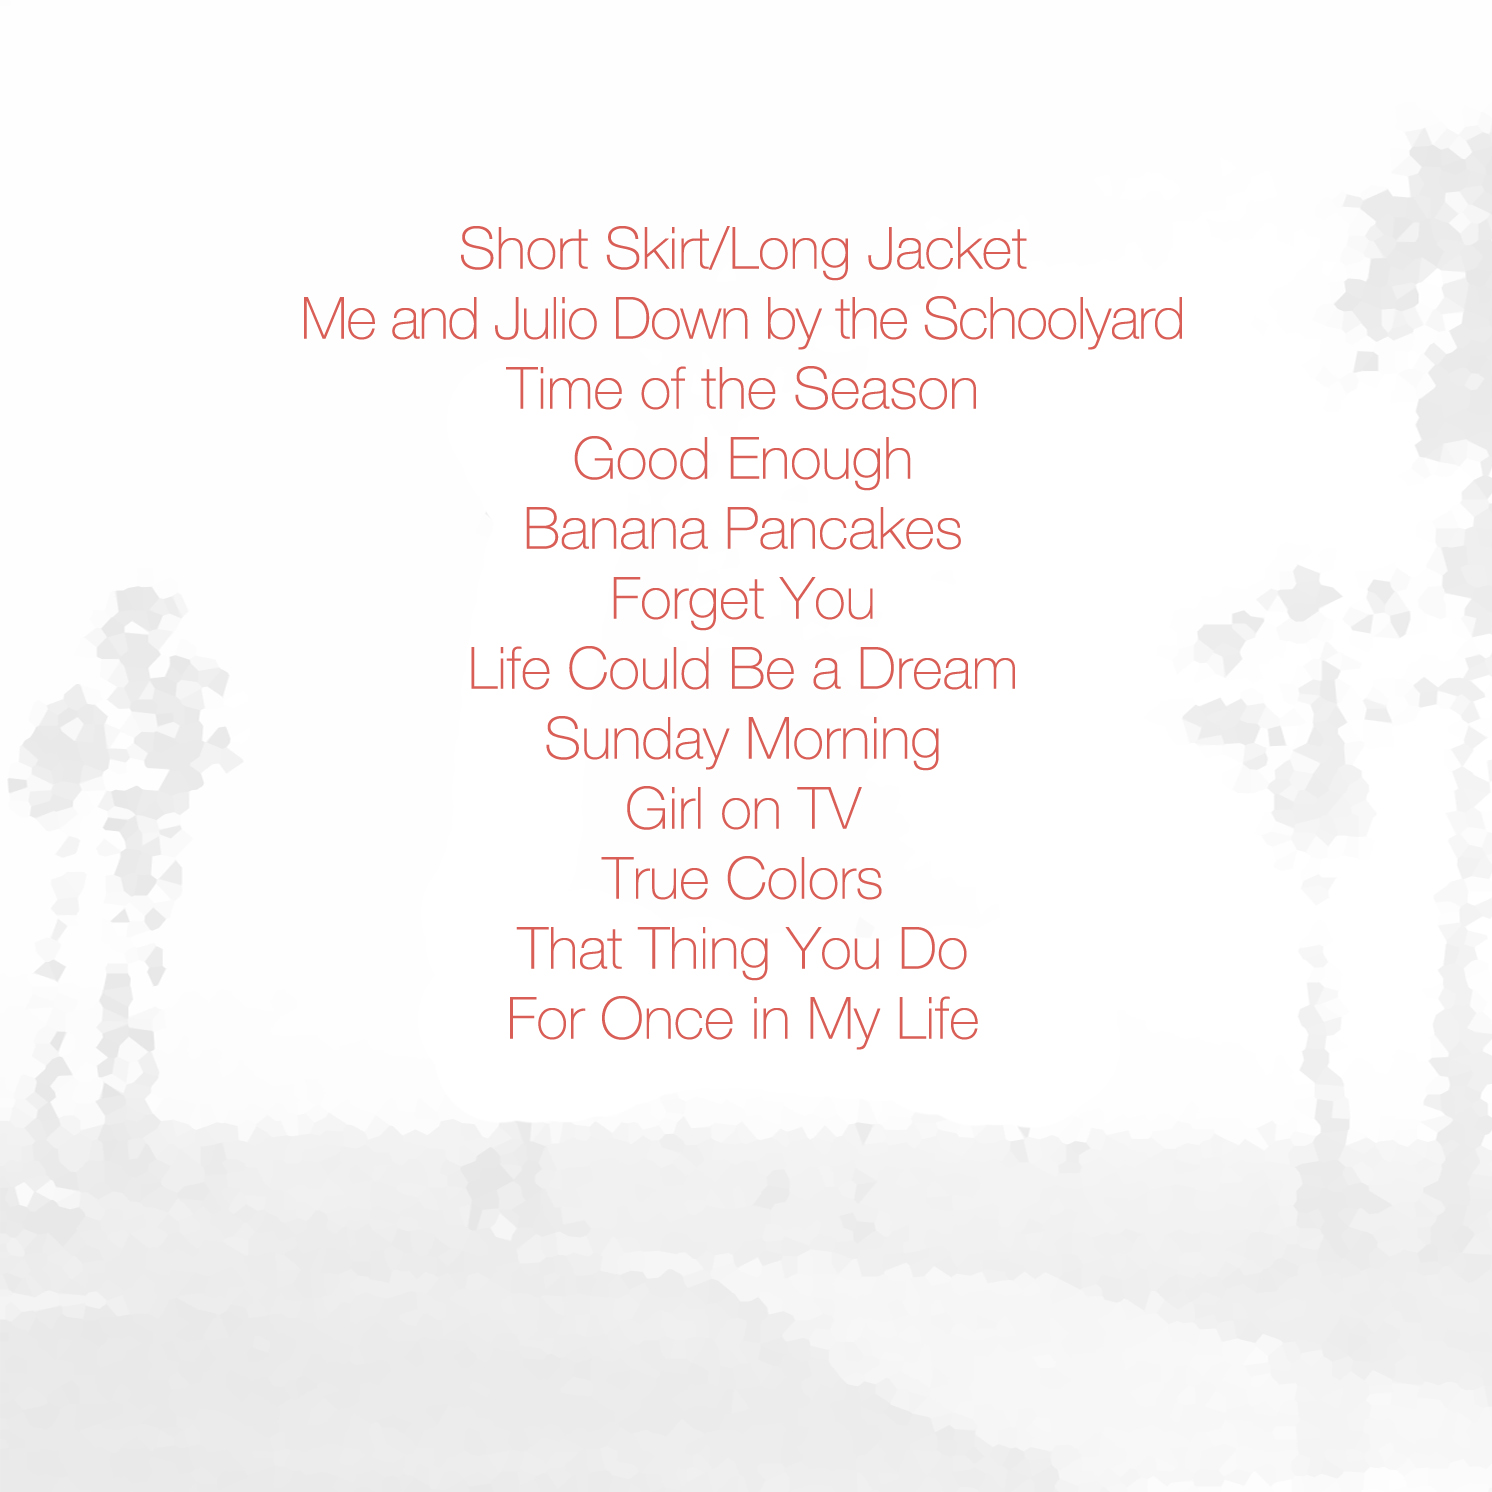 Short Skirt/Long Jacket
Me and Julio Down by the Schoolyard
Time of the Season
Good Enough
Banana Pancakes
Forget You
Life Could Be a Dream
Sunday Morning
Girl on TV
True Colors
That Thing You Do
For Once in My Life